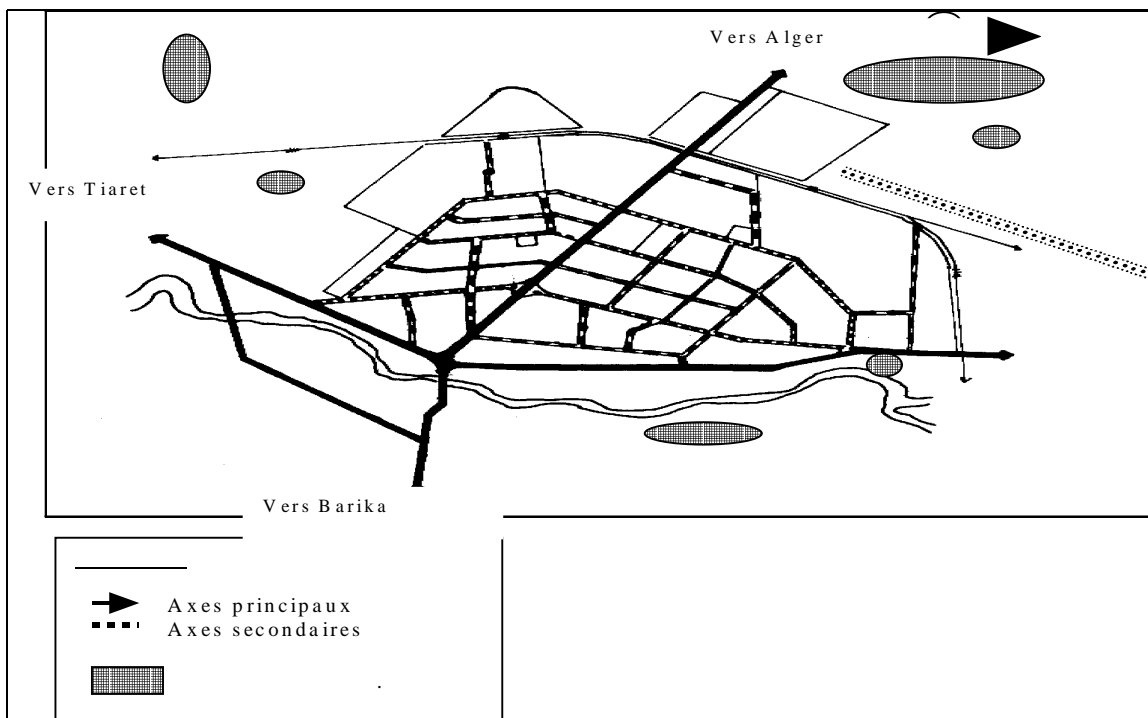 Vers Alger
Vers Tiaret
Vers Barika
Axes principaux
Axes secondaires